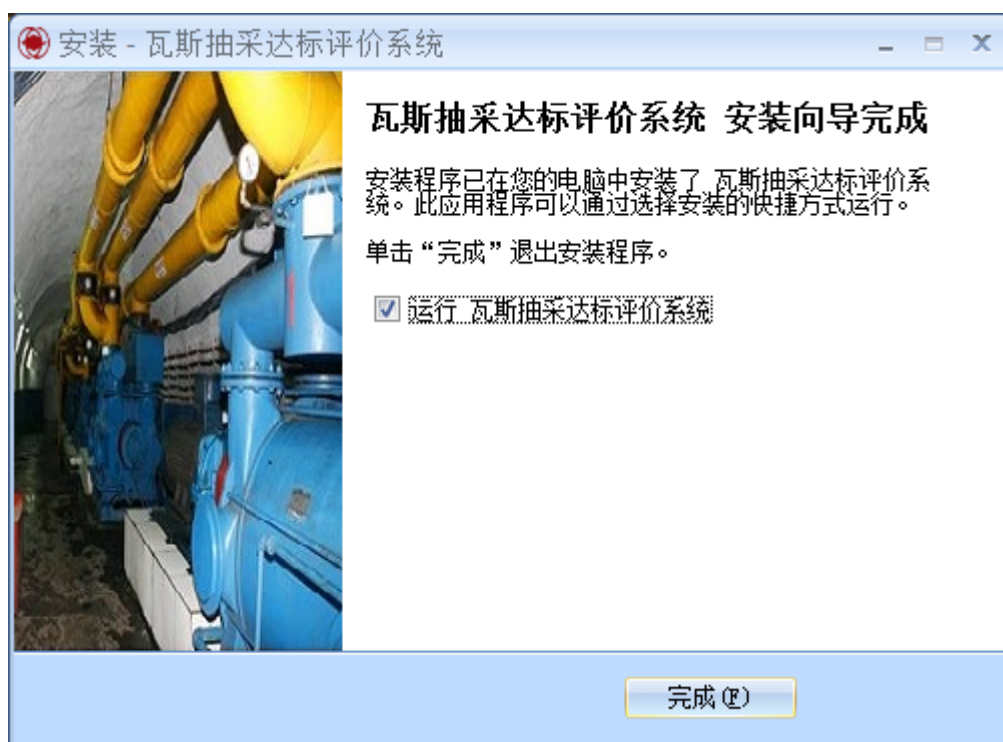 安装 - 瓦斯抽采达标评价系统
瓦斯抽采达标评价系统 安装向导完成
安装程序已在您的电脑中安装了 瓦斯抽采达标评价系
统。此应用程序可以通过选择安装的快捷方式运行。
单击“完成”退出安装程序。
运行 瓦斯抽采达标评价系统
完成(F)